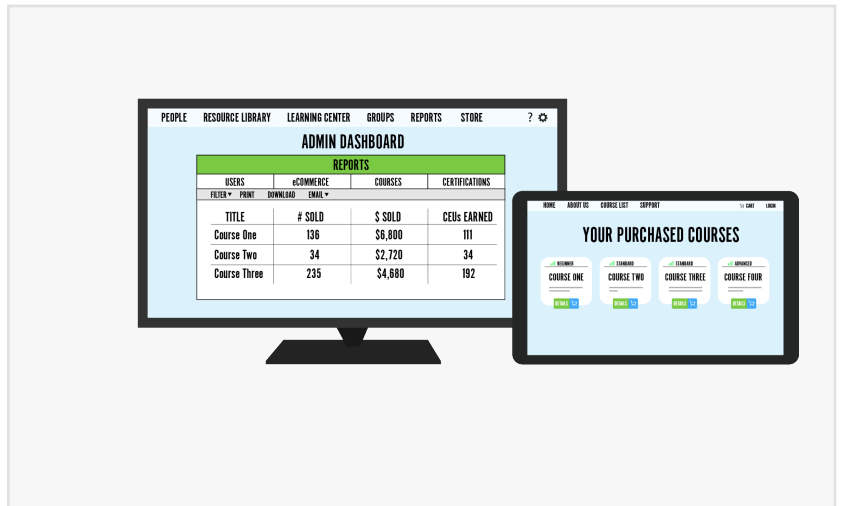 PEOPLE RESOURCE LIBRARY LEARNING CENTER GROUPS REPORTS STORE ?
ADMIN DASHBOARD
REPORTS
USERS eCOMMERCE COURSES CERTIFICATIONS
FILTER PRINT DOWNLOAD EMAIL
TITLE # SOLD $ SOLD CEUs EARNED
Course One 136 $6,800 111
Course Two 34 $2,720 34
Course Three 235 $4,680 192
HOME ABOUT US COURSE LIST SUPPORT CART LOGIN
YOUR PURCHASED COURSES
BEGINNER STANDARD STANDARD ADVANCED
COURSE ONE COURSE TWO COURSE THREE COURSE FOUR
DETAILS DETAILS DETAILS DETAILS